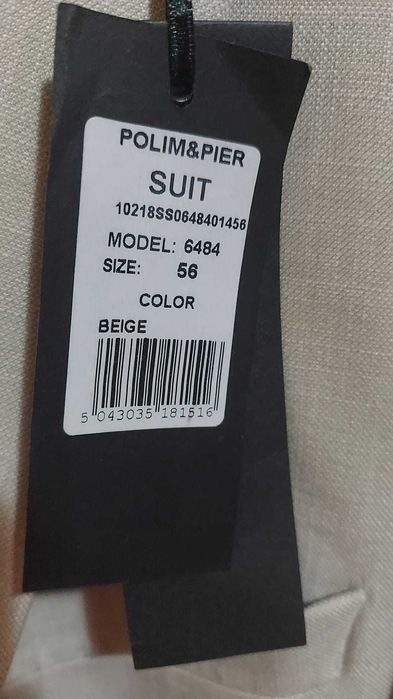 POLIM&PIER
SUIT
10218SS0648401456
MODEL: 6484
SIZE: 56
COLOR
BEIGE
5 043035 181516